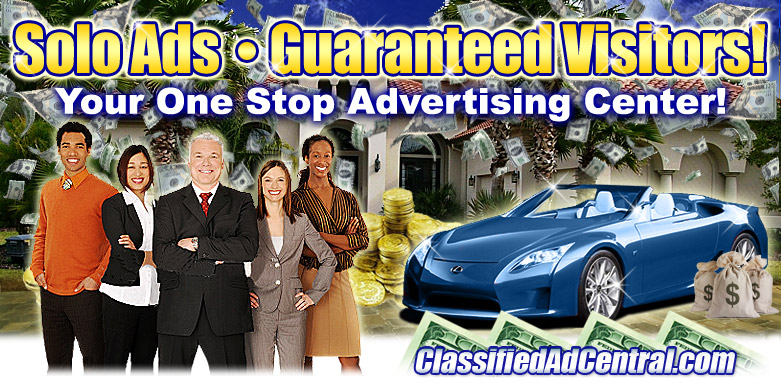 Solo Ads • Guaranteed Visitors!
Your One Stop Advertising Center!
$ $ $
ClassifiedAdCentral.com